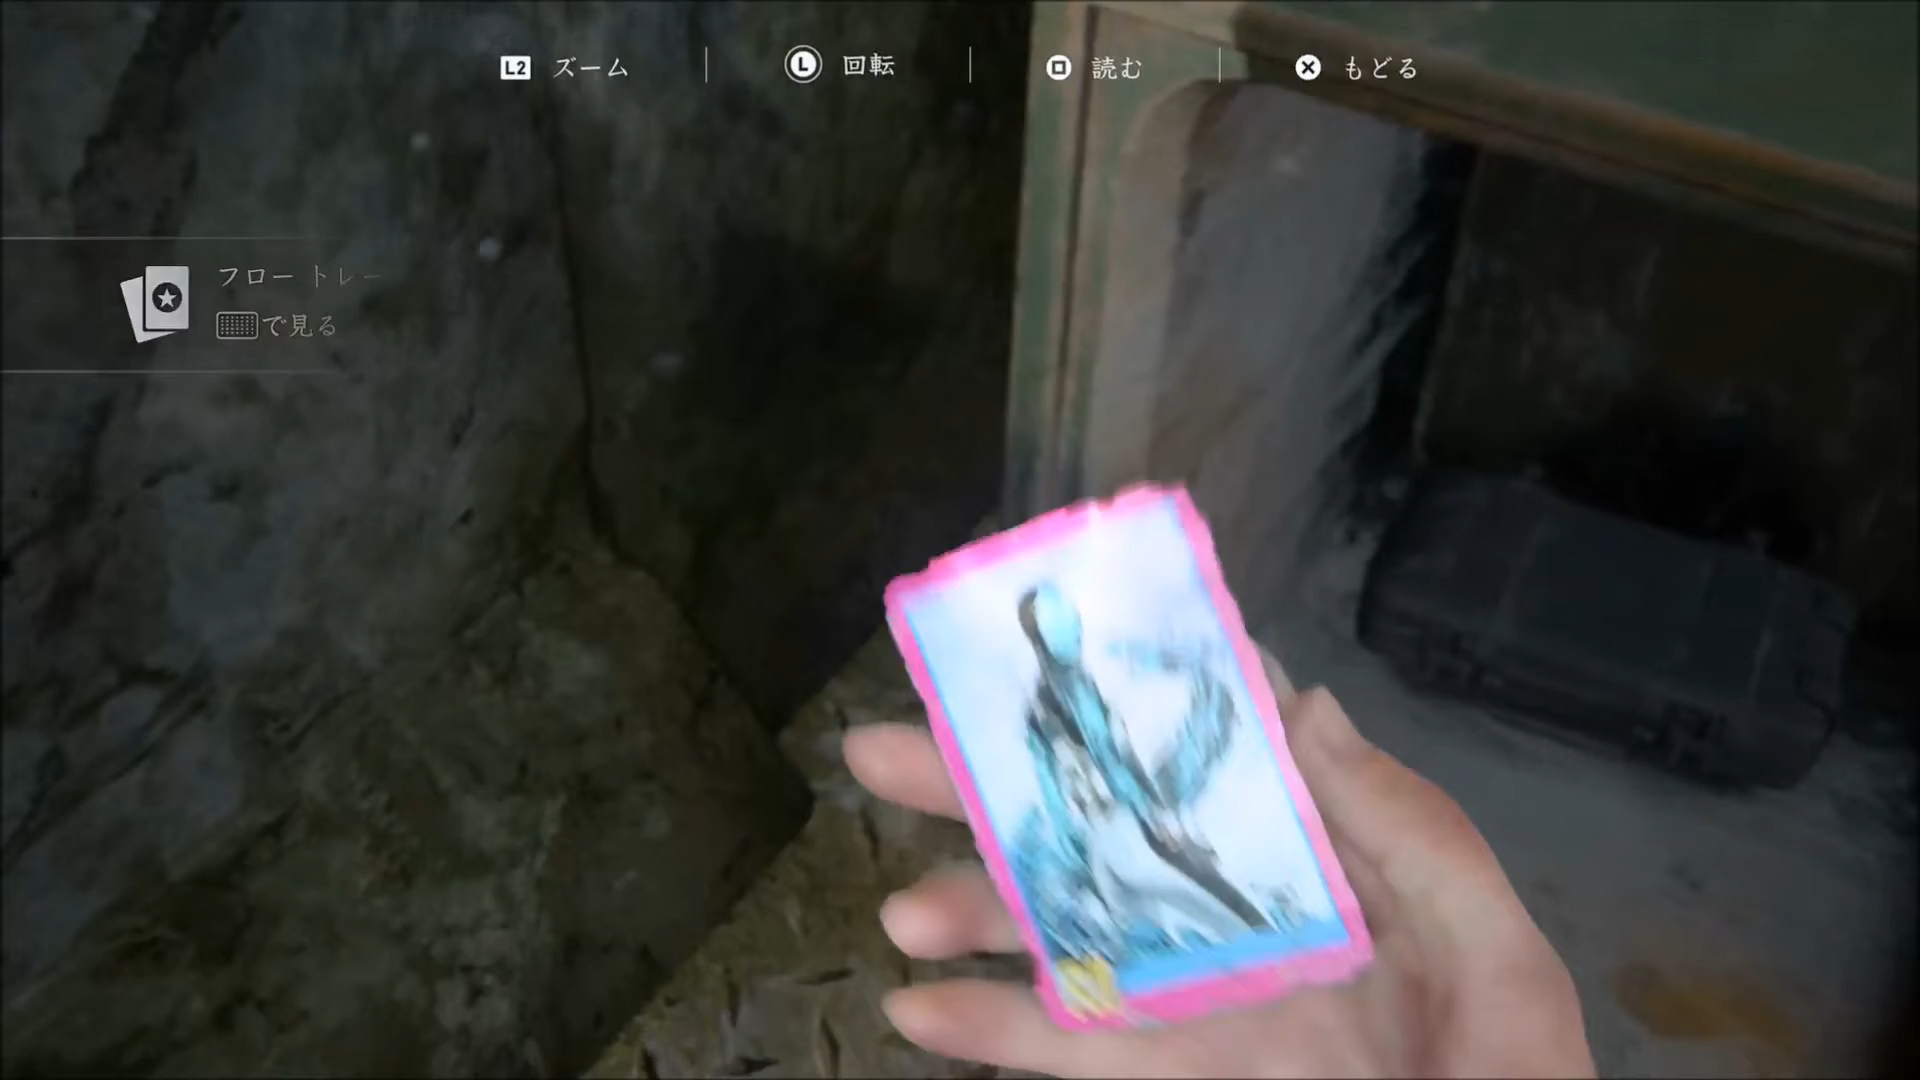 L2 ズーム
L 回転
読む
もどる
フロー トレー
で見る